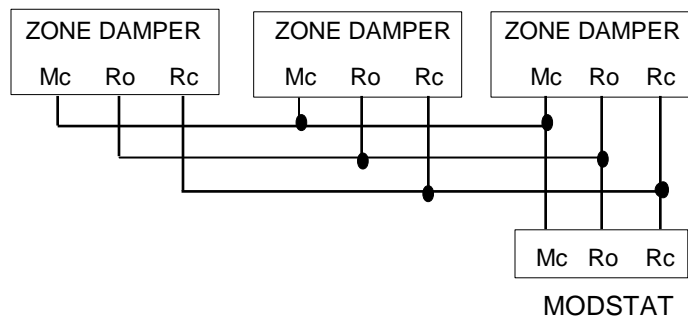 ZONE DAMPER ZONE DAMPER ZONE DAMPER
Mc Ro Rc Mc Ro Rc Mc Ro Rc
Mc Ro Rc
MODSTAT